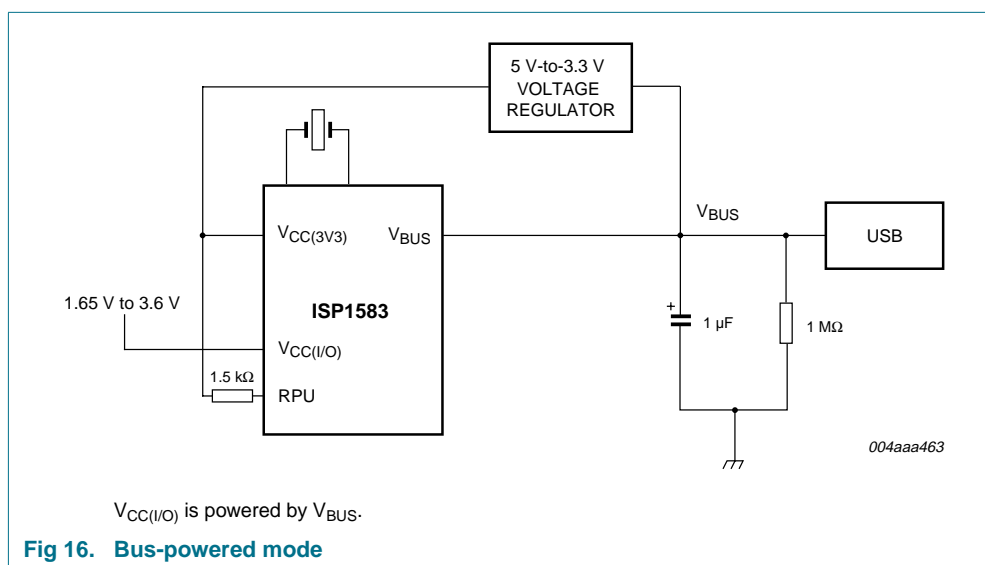 5 V-to-3.3 V
VOLTAGE
REGULATOR
VCC(3V3)
VBUS
VBUS
USB
1.65 V to 3.6 V
ISP1583
+
1 µF
1 MΩ
VCC(I/O)
1.5 kΩ
RPU
004aaa463
VCC(I/O) is powered by VBUS.
Fig 16. Bus-powered mode